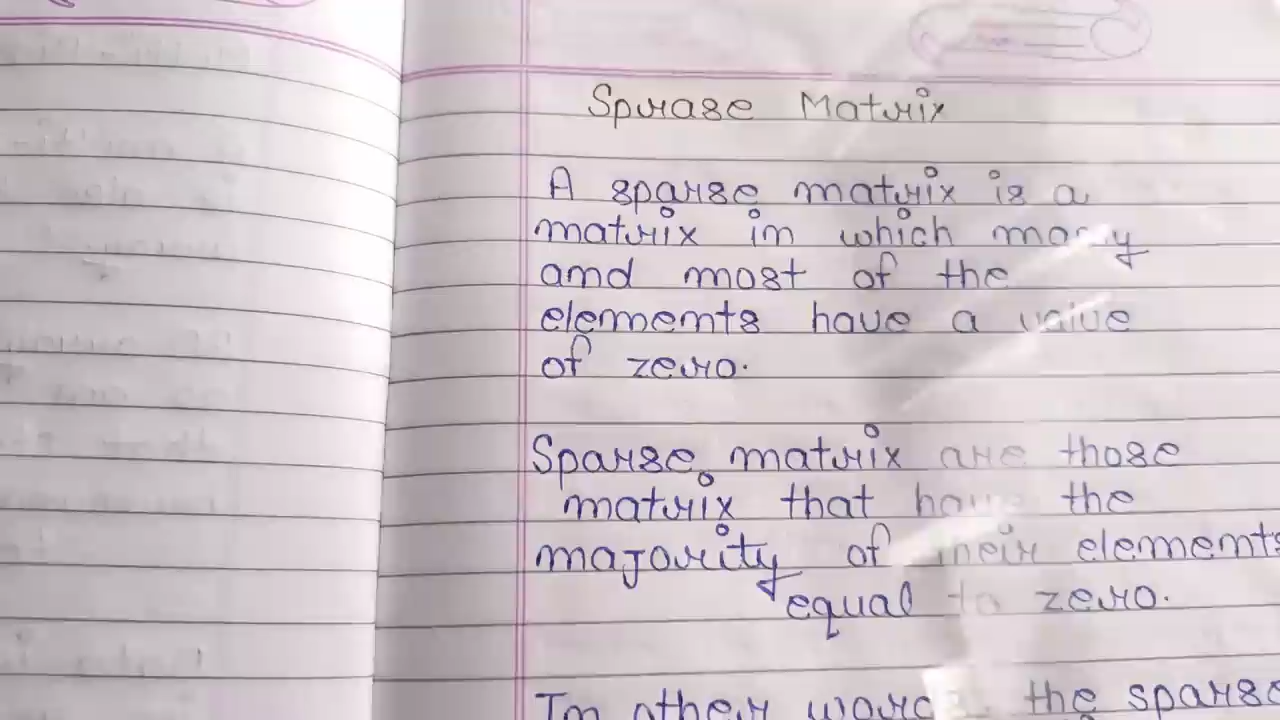 Sprase Matrix
A sparse matrix is a
matrix in which many
and most of the
elements have a value
of zero.
Sparse matrix are those
matrix that have the
majority of their elements
equal to zero.
In other words the sparse